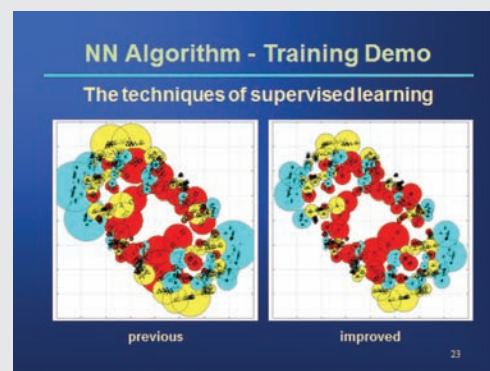 NN Algorithm - Training Demo
The techniques of supervised learning
previous
improved
23